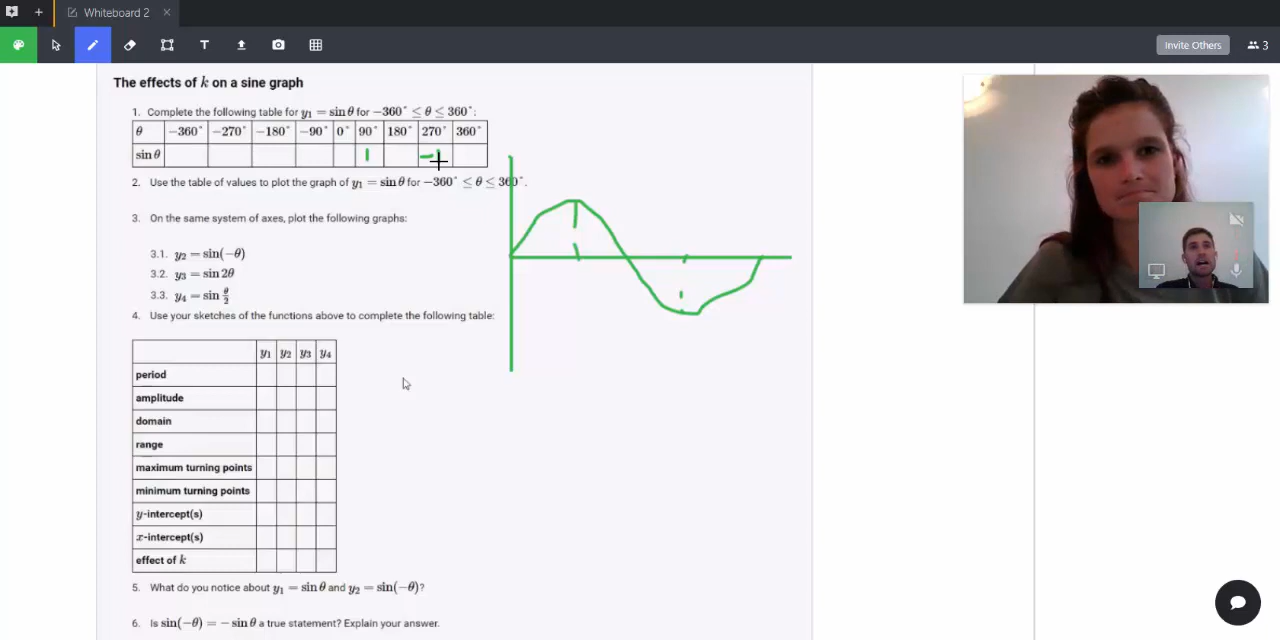 Whiteboard 2
T
Invite Others
3
The effects of k on a sine graph
1. Complete the following table for y₁ = sin θ for −360° ≤ θ ≤ 360°:
θ −360° −270° −180° −90° 0° 90° 180° 270° 360°
sin θ 1 −1
2. Use the table of values to plot the graph of y₁ = sin θ for −360° ≤ θ ≤ 360°.
3. On the same system of axes, plot the following graphs:
3.1. y₂ = sin(−θ)
3.2. y₃ = sin 2θ
3.3. y₄ = sin θ/2
4. Use your sketches of the functions above to complete the following table:
y₁ y₂ y₃ y₄
period
amplitude
domain
range
maximum turning points
minimum turning points
y-intercept(s)
x-intercept(s)
effect of k
5. What do you notice about y₁ = sin θ and y₂ = sin(−θ)?
6. Is sin(−θ) = − sin θ a true statement? Explain your answer.